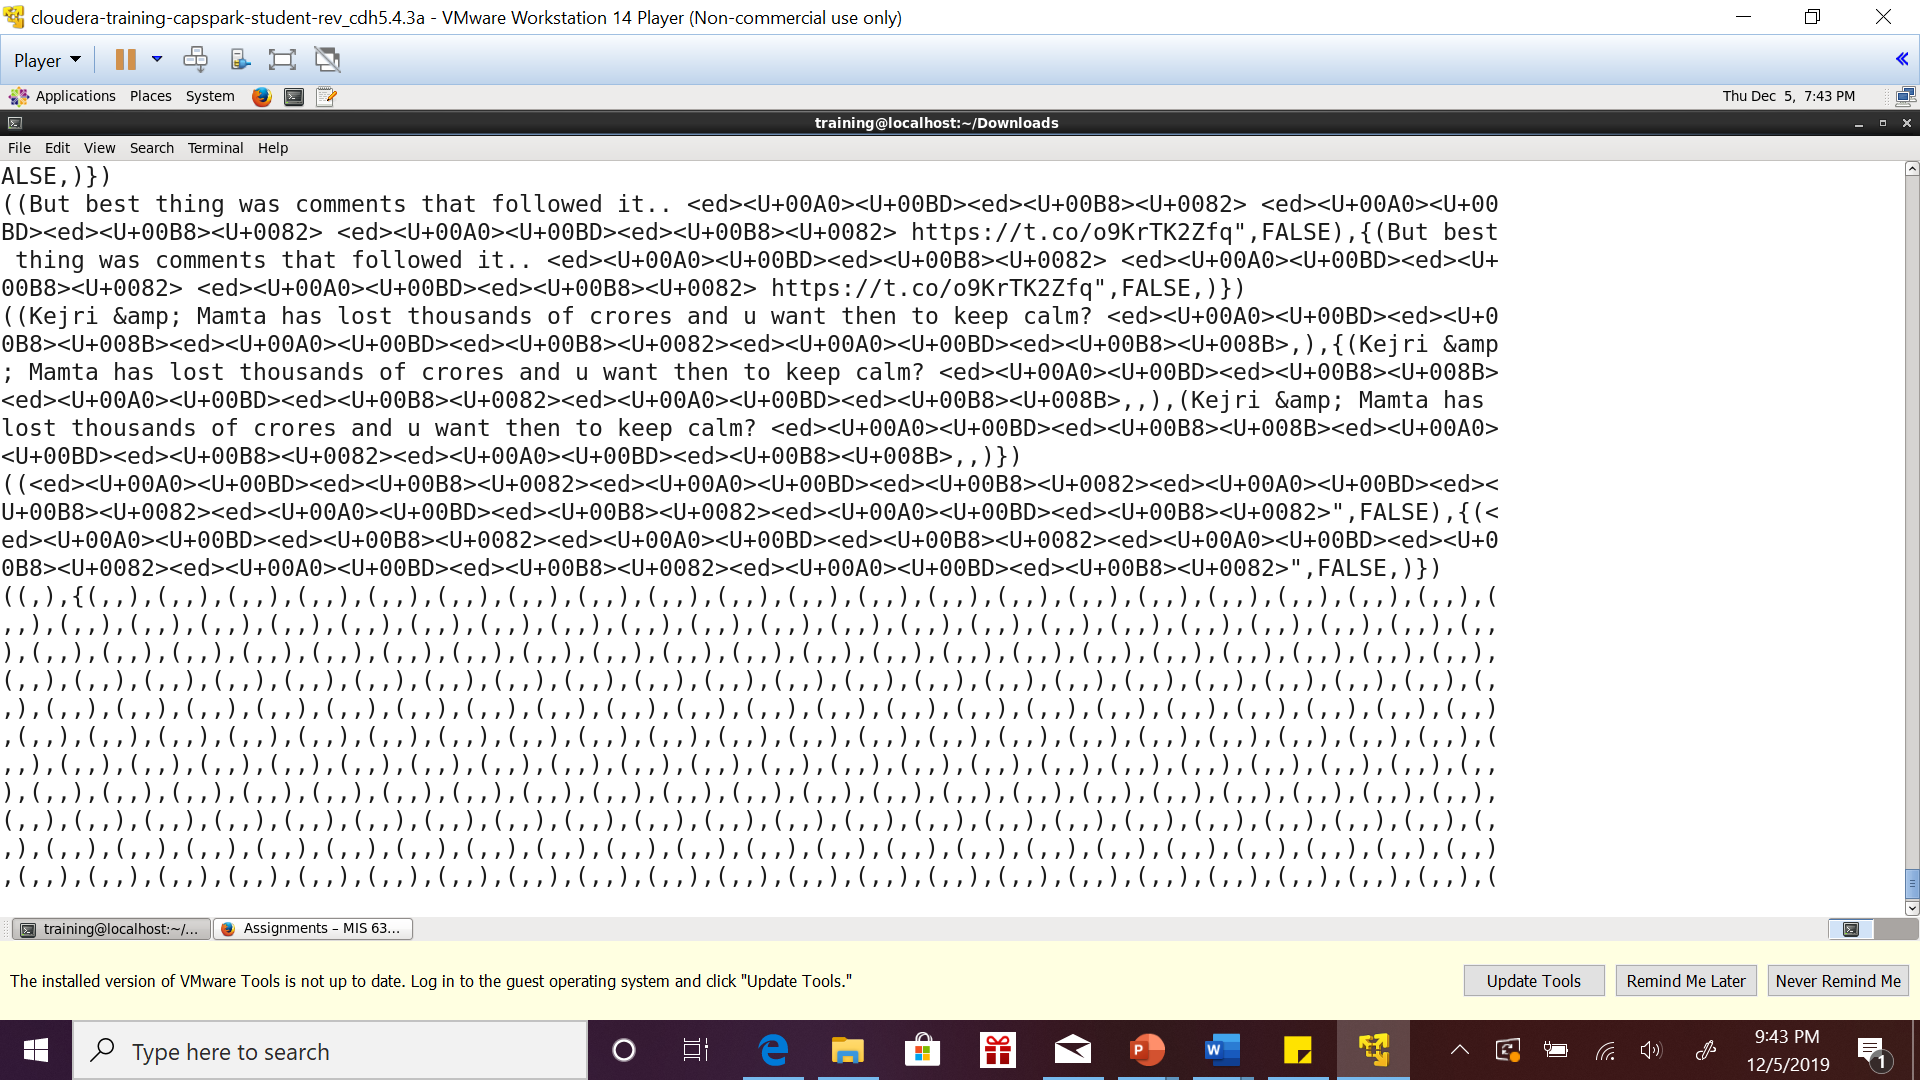 cloudera-training-capspark-student-rev_cdh5.4.3a - VMware Workstation 14 Player (Non-commercial use only)
Player
Applications Places System Thu Dec 5, 7:43 PM
training@localhost:~/Downloads
File Edit View Search Terminal Help
ALSE,)})
((But best thing was comments that followed it.. <ed><U+00A0><U+00BD><ed><U+00B8><U+0082> <ed><U+00A0><U+00
BD><ed><U+00B8><U+0082> <ed><U+00A0><U+00BD><ed><U+00B8><U+0082> https://t.co/o9KrTK2Zfq",FALSE),{(But best
 thing was comments that followed it.. <ed><U+00A0><U+00BD><ed><U+00B8><U+0082> <ed><U+00A0><U+00BD><ed><U+
00B8><U+0082> <ed><U+00A0><U+00BD><ed><U+00B8><U+0082> https://t.co/o9KrTK2Zfq",FALSE,)})
((Kejri &amp; Mamta has lost thousands of crores and u want then to keep calm? <ed><U+00A0><U+00BD><ed><U+0
0B8><U+008B><ed><U+00A0><U+00BD><ed><U+00B8><U+0082><ed><U+00A0><U+00BD><ed><U+00B8><U+008B>,),{(Kejri &amp
; Mamta has lost thousands of crores and u want then to keep calm? <ed><U+00A0><U+00BD><ed><U+00B8><U+008B>
<ed><U+00A0><U+00BD><ed><U+00B8><U+0082><ed><U+00A0><U+00BD><ed><U+00B8><U+008B>,,),(Kejri &amp; Mamta has
lost thousands of crores and u want then to keep calm? <ed><U+00A0><U+00BD><ed><U+00B8><U+008B><ed><U+00A0>
<U+00BD><ed><U+00B8><U+0082><ed><U+00A0><U+00BD><ed><U+00B8><U+008B>,,)})
((<ed><U+00A0><U+00BD><ed><U+00B8><U+0082><ed><U+00A0><U+00BD><ed><U+00B8><U+0082><ed><U+00A0><U+00BD><ed><
U+00B8><U+0082><ed><U+00A0><U+00BD><ed><U+00B8><U+0082><ed><U+00A0><U+00BD><ed><U+00B8><U+0082>",FALSE),{(<
ed><U+00A0><U+00BD><ed><U+00B8><U+0082><ed><U+00A0><U+00BD><ed><U+00B8><U+0082><ed><U+00A0><U+00BD><ed><U+0
0B8><U+0082><ed><U+00A0><U+00BD><ed><U+00B8><U+0082><ed><U+00A0><U+00BD><ed><U+00B8><U+0082>",FALSE,)})
((,),{(,,),(,,),(,,),(,,),(,,),(,,),(,,),(,,),(,,),(,,),(,,),(,,),(,,),(,,),(,,),(,,),(,,),(,,),(,,),(,,),(
,,),(,,),(,,),(,,),(,,),(,,),(,,),(,,),(,,),(,,),(,,),(,,),(,,),(,,),(,,),(,,),(,,),(,,),(,,),(,,),(,,),(,,
),(,,),(,,),(,,),(,,),(,,),(,,),(,,),(,,),(,,),(,,),(,,),(,,),(,,),(,,),(,,),(,,),(,,),(,,),(,,),(,,),(,,),
(,,),(,,),(,,),(,,),(,,),(,,),(,,),(,,),(,,),(,,),(,,),(,,),(,,),(,,),(,,),(,,),(,,),(,,),(,,),(,,),(,,),(,
,),(,,),(,,),(,,),(,,),(,,),(,,),(,,),(,,),(,,),(,,),(,,),(,,),(,,),(,,),(,,),(,,),(,,),(,,),(,,),(,,),(,,)
,(,,),(,,),(,,),(,,),(,,),(,,),(,,),(,,),(,,),(,,),(,,),(,,),(,,),(,,),(,,),(,,),(,,),(,,),(,,),(,,),(,,),(
,,),(,,),(,,),(,,),(,,),(,,),(,,),(,,),(,,),(,,),(,,),(,,),(,,),(,,),(,,),(,,),(,,),(,,),(,,),(,,),(,,),(,,
),(,,),(,,),(,,),(,,),(,,),(,,),(,,),(,,),(,,),(,,),(,,),(,,),(,,),(,,),(,,),(,,),(,,),(,,),(,,),(,,),(,,),
(,,),(,,),(,,),(,,),(,,),(,,),(,,),(,,),(,,),(,,),(,,),(,,),(,,),(,,),(,,),(,,),(,,),(,,),(,,),(,,),(,,),(,
,),(,,),(,,),(,,),(,,),(,,),(,,),(,,),(,,),(,,),(,,),(,,),(,,),(,,),(,,),(,,),(,,),(,,),(,,),(,,),(,,),(,,)
,(,,),(,,),(,,),(,,),(,,),(,,),(,,),(,,),(,,),(,,),(,,),(,,),(,,),(,,),(,,),(,,),(,,),(,,),(,,),(,,),(,,),(
training@localhost:~/... Assignments – MIS 63...
The installed version of VMware Tools is not up to date. Log in to the guest operating system and click "Update Tools." Update Tools Remind Me Later Never Remind Me
Type here to search
9:43 PM
12/5/2019
1